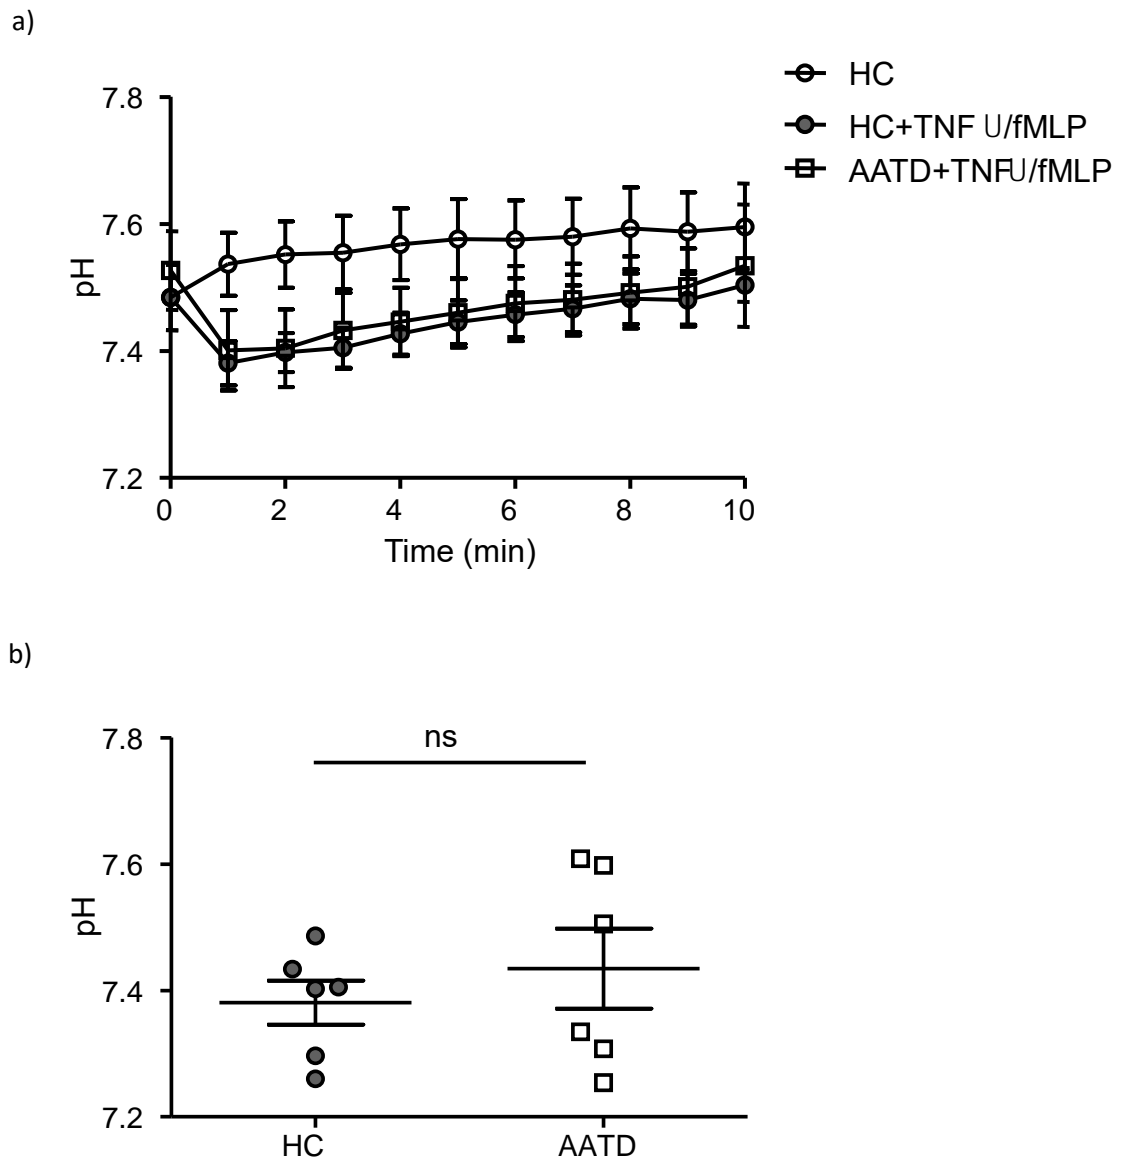 a)
HC
HC+TNF U/fMLP
AATD+TNFU/fMLP
7.8
7.6
7.4
7.2
pH
0 2 4 6 8 10
Time (min)
b)
ns
7.8
7.6
7.4
7.2
pH
HC AATD